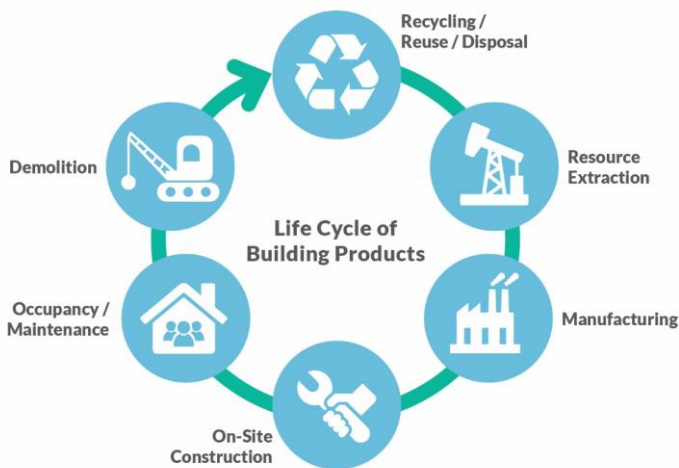 Recycling /
Reuse / Disposal
Resource
Extraction
Manufacturing
On-Site
Construction
Occupancy /
Maintenance
Demolition
Life Cycle of
Building Products